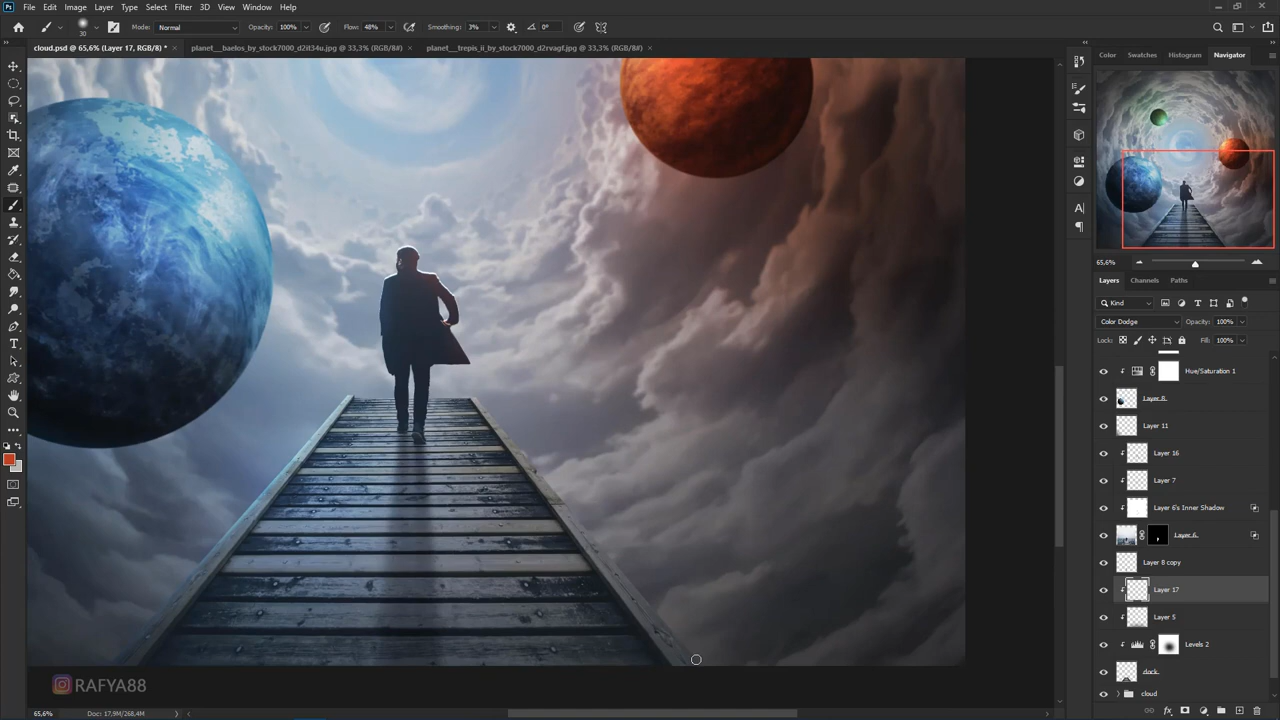 Ps File Edit Image Layer Type Select Filter 3D View Window Help
30 Mode: Normal Opacity: 100% Flow: 48% Smoothing: 3% 0°
cloud.psd @ 65,6% (Layer 17, RGB/8) * × planet__baelos_by_stock7000_d2it34u.jpg @ 33,3% (RGB/8#) × planet__trepis_ii_by_stock7000_d2rvagf.jpg @ 33,3% (RGB/8#) ×
Color Swatches Histogram Navigator
65,6%
Layers Channels Paths
Kind
Color Dodge Opacity: 100%
Lock: Fill: 100%
Hue/Saturation 1
Layer 8
Layer 11
Layer 16
Layer 7
Layer 6's Inner Shadow
Layer 6
Layer 8 copy
Layer 17
Layer 5
Levels 2
dock
cloud
RAFYA88
65,6% Doc: 17,9M/268,4M